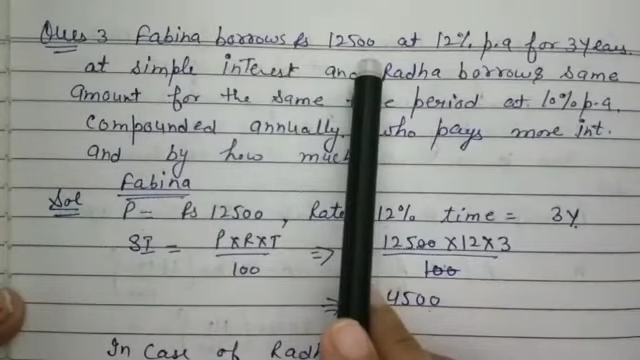 Ques 3 Fabina borrows Rs 12500 at 12% p.a for 3 years
at simple interest and Radha borrows same
amount for the same period at 10% p.a.
compounded annually. who pays more int.
and by how much
Fabina
Sol P = Rs 12500, Rate 12% time = 3Y
SI = P×R×T ⇒ 12500 ×12×3
100 100
⇒ 4500
In Case of Radh